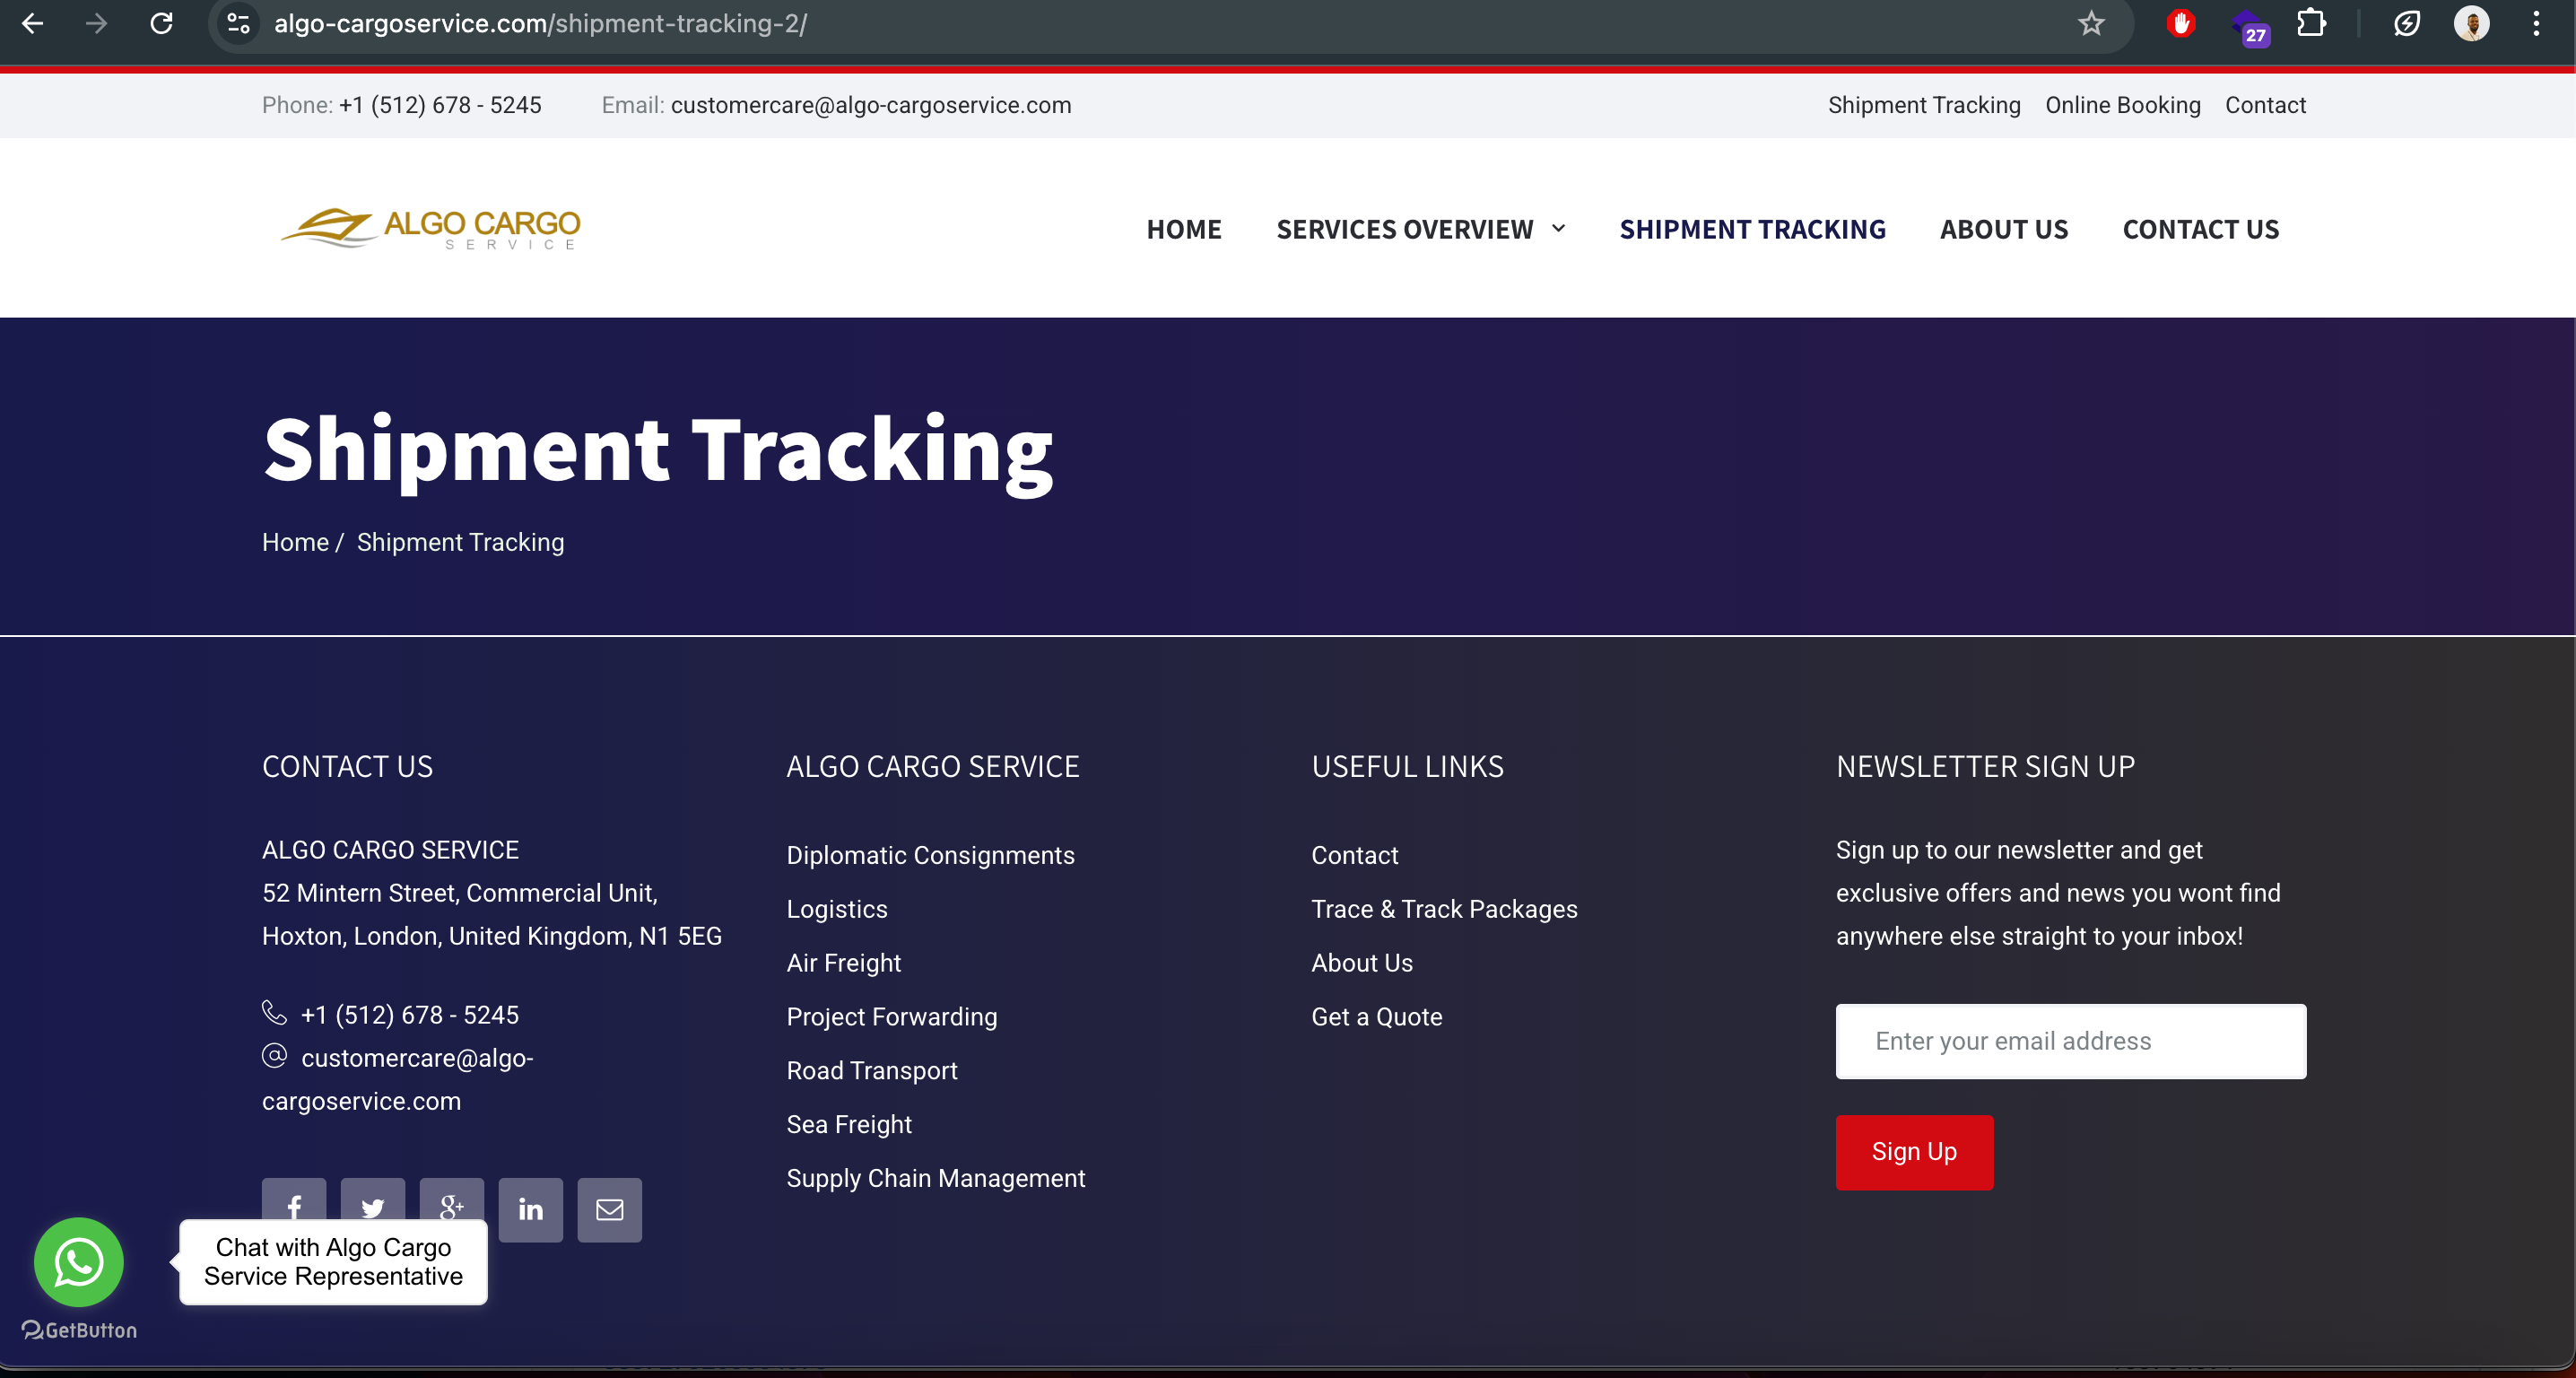 algo-cargoservice.com/shipment-tracking-2/
27
Phone: +1 (512) 678 - 5245 Email: customercare@algo-cargoservice.com Shipment Tracking Online Booking Contact
ALGO CARGO
SERVICE
HOME SERVICES OVERVIEW SHIPMENT TRACKING ABOUT US CONTACT US
Shipment Tracking
Home / Shipment Tracking
CONTACT US
ALGO CARGO SERVICE
52 Mintern Street, Commercial Unit,
Hoxton, London, United Kingdom, N1 5EG
+1 (512) 678 - 5245
customercare@algo-
cargoservice.com
ALGO CARGO SERVICE
Diplomatic Consignments
Logistics
Air Freight
Project Forwarding
Road Transport
Sea Freight
Supply Chain Management
USEFUL LINKS
Contact
Trace & Track Packages
About Us
Get a Quote
NEWSLETTER SIGN UP
Sign up to our newsletter and get
exclusive offers and news you wont find
anywhere else straight to your inbox!
Enter your email address
Sign Up
Chat with Algo Cargo
Service Representative
GetButton